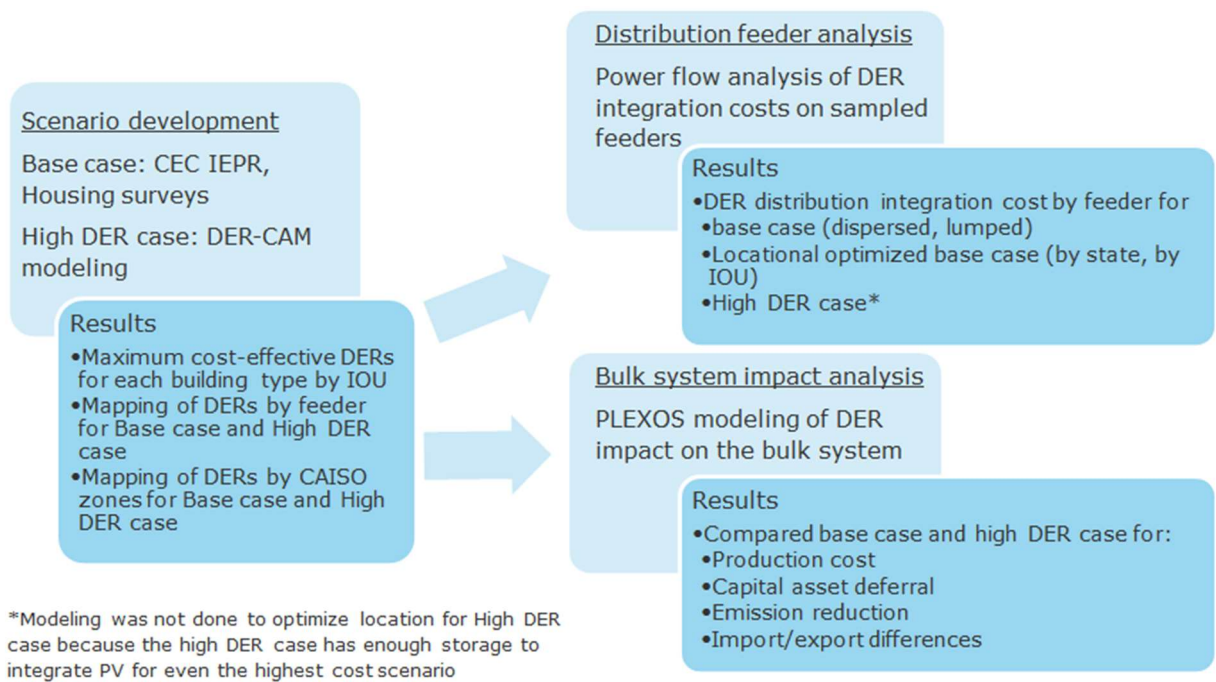 Scenario development
Base case: CEC IEPR,
Housing surveys
High DER case: DER-CAM
modeling
Results
•Maximum cost-effective DERs
for each building type by IOU
•Mapping of DERs by feeder
for Base case and High DER
case
•Mapping of DERs by CAISO
zones for Base case and High
DER case
Distribution feeder analysis
Power flow analysis of DER
integration costs on sampled
feeders
Results
•DER distribution integration cost by feeder for
•base case (dispersed, lumped)
•Locational optimized base case (by state, by
IOU)
•High DER case*
Bulk system impact analysis
PLEXOS modeling of DER
impact on the bulk system
Results
•Compared base case and high DER case for:
•Production cost
•Capital asset deferral
•Emission reduction
•Import/export differences
*Modeling was not done to optimize location for High DER
case because the high DER case has enough storage to
integrate PV for even the highest cost scenario